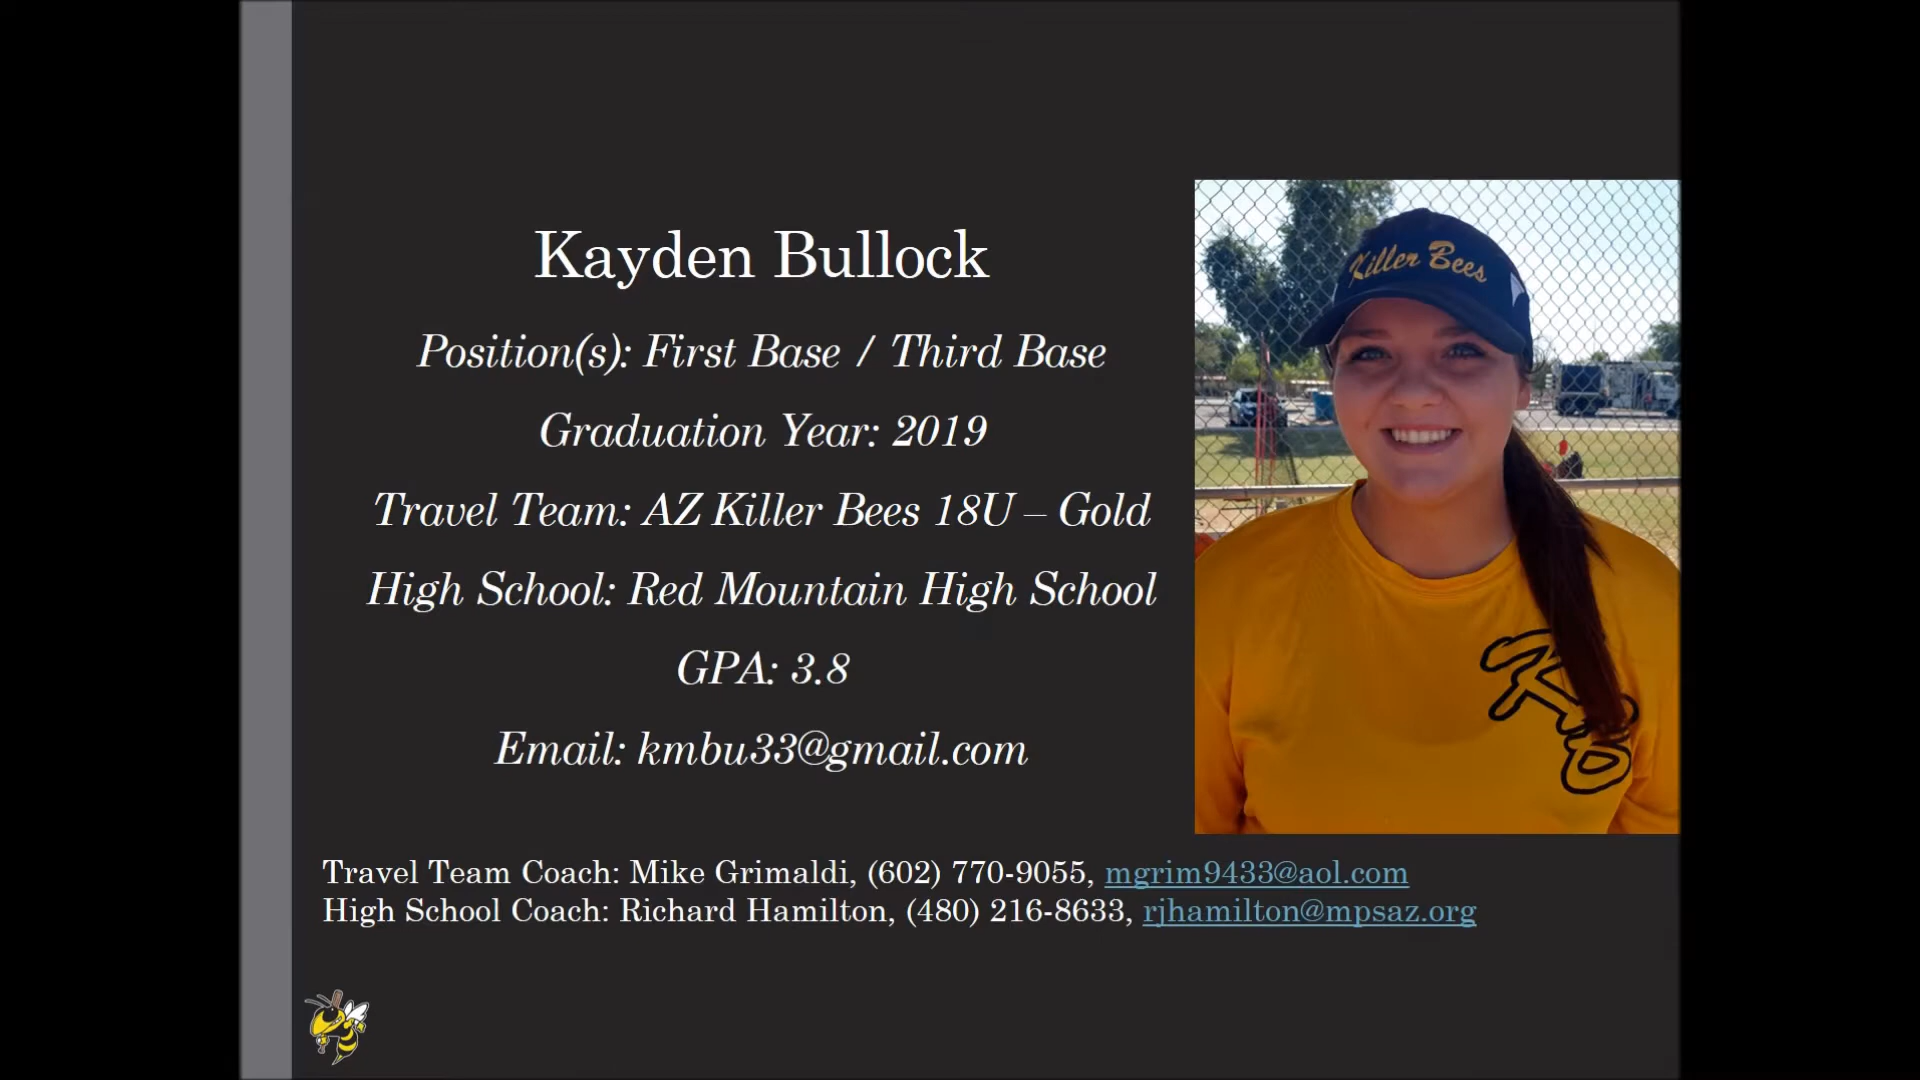 Kayden Bullock
Position(s): First Base / Third Base
Graduation Year: 2019
Travel Team: AZ Killer Bees 18U – Gold
High School: Red Mountain High School
GPA: 3.8
Email: kmbu33@gmail.com
Killer Bees
KB
Travel Team Coach: Mike Grimaldi, (602) 770-9055, mgrim9433@aol.com
High School Coach: Richard Hamilton, (480) 216-8633, rjhamilton@mpsaz.org